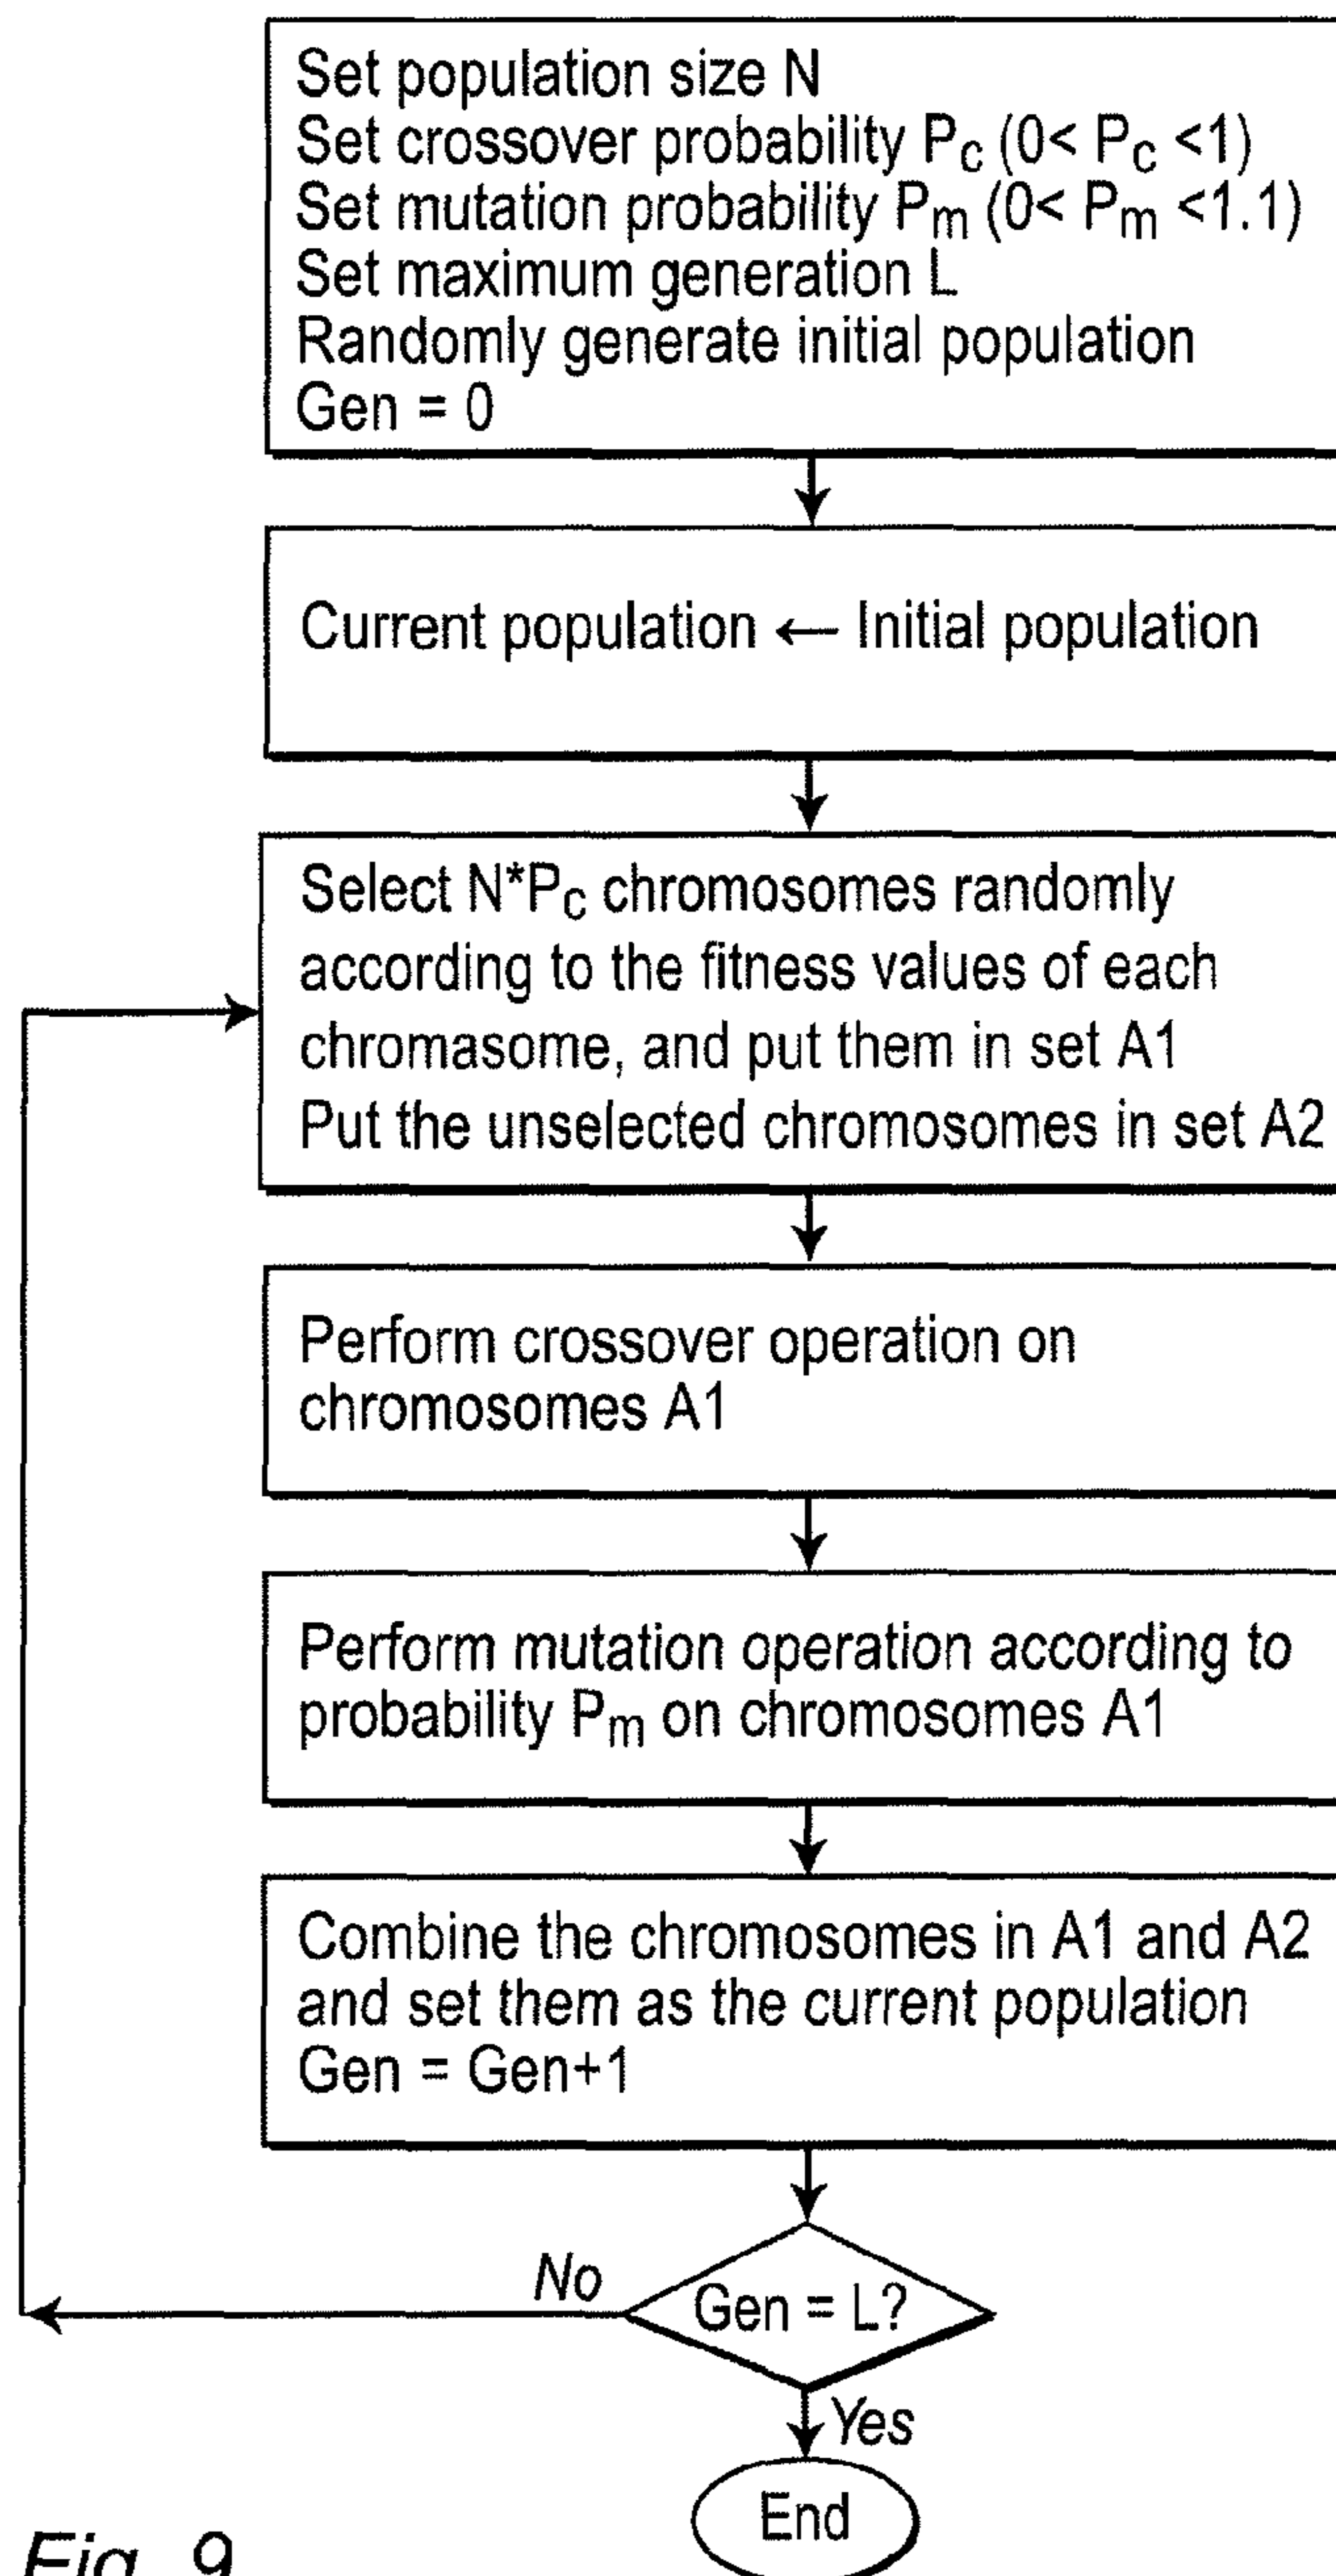 Set population size N
Set crossover probability Pc (0< Pc <1)
Set mutation probability Pm (0< Pm <1.1)
Set maximum generation L
Randomly generate initial population
Gen = 0
Current population ← Initial population
Select N*Pc chromosomes randomly
according to the fitness values of each
chromasome, and put them in set A1
Put the unselected chromosomes in set A2
Perform crossover operation on
chromosomes A1
Perform mutation operation according to
probability Pm on chromosomes A1
Combine the chromosomes in A1 and A2
and set them as the current population
Gen = Gen+1
No
Gen = L?
Yes
End
Fig. 9